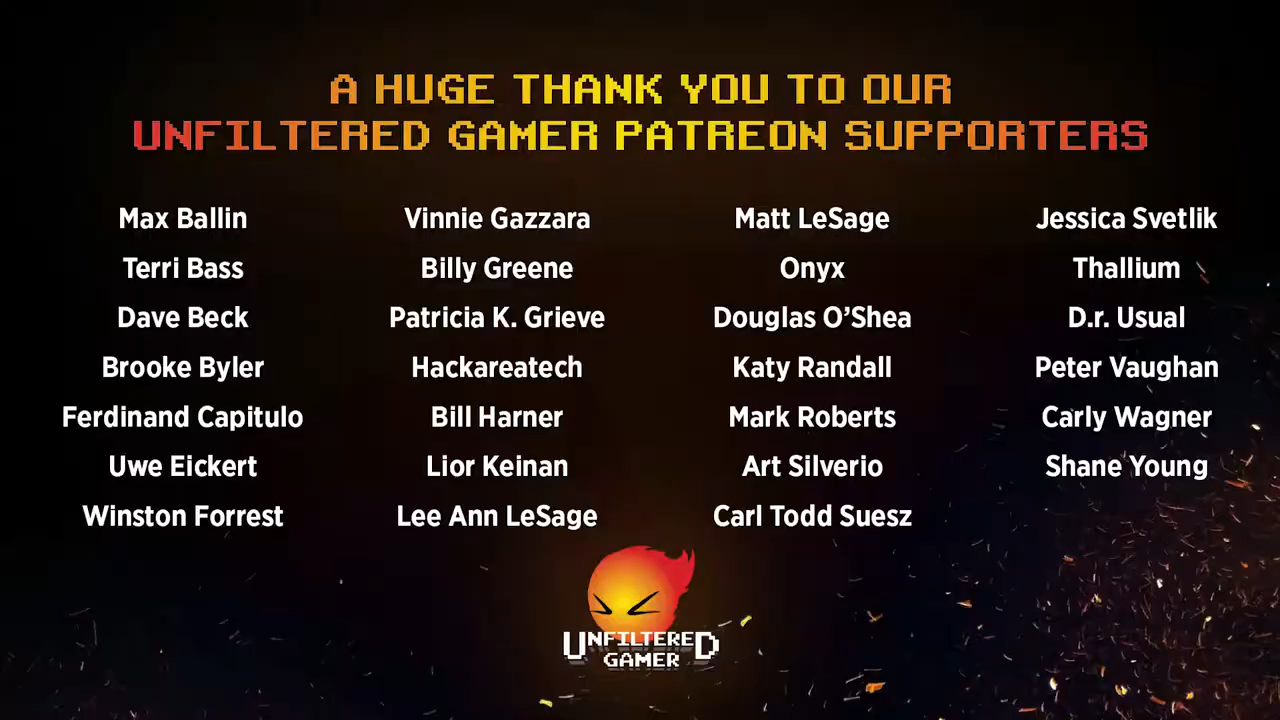 A HUGE THANK YOU TO OUR
UNFILTERED GAMER PATREON SUPPORTERS
Max Ballin
Terri Bass
Dave Beck
Brooke Byler
Ferdinand Capitulo
Uwe Eickert
Winston Forrest
Vinnie Gazzara
Billy Greene
Patricia K. Grieve
Hackareatech
Bill Harner
Lior Keinan
Lee Ann LeSage
Matt LeSage
Onyx
Douglas O’Shea
Katy Randall
Mark Roberts
Art Silverio
Carl Todd Suesz
Jessica Svetlik
Thallium
D.r. Usual
Peter Vaughan
Carly Wagner
Shane Young
UNFILTERED
GAMER